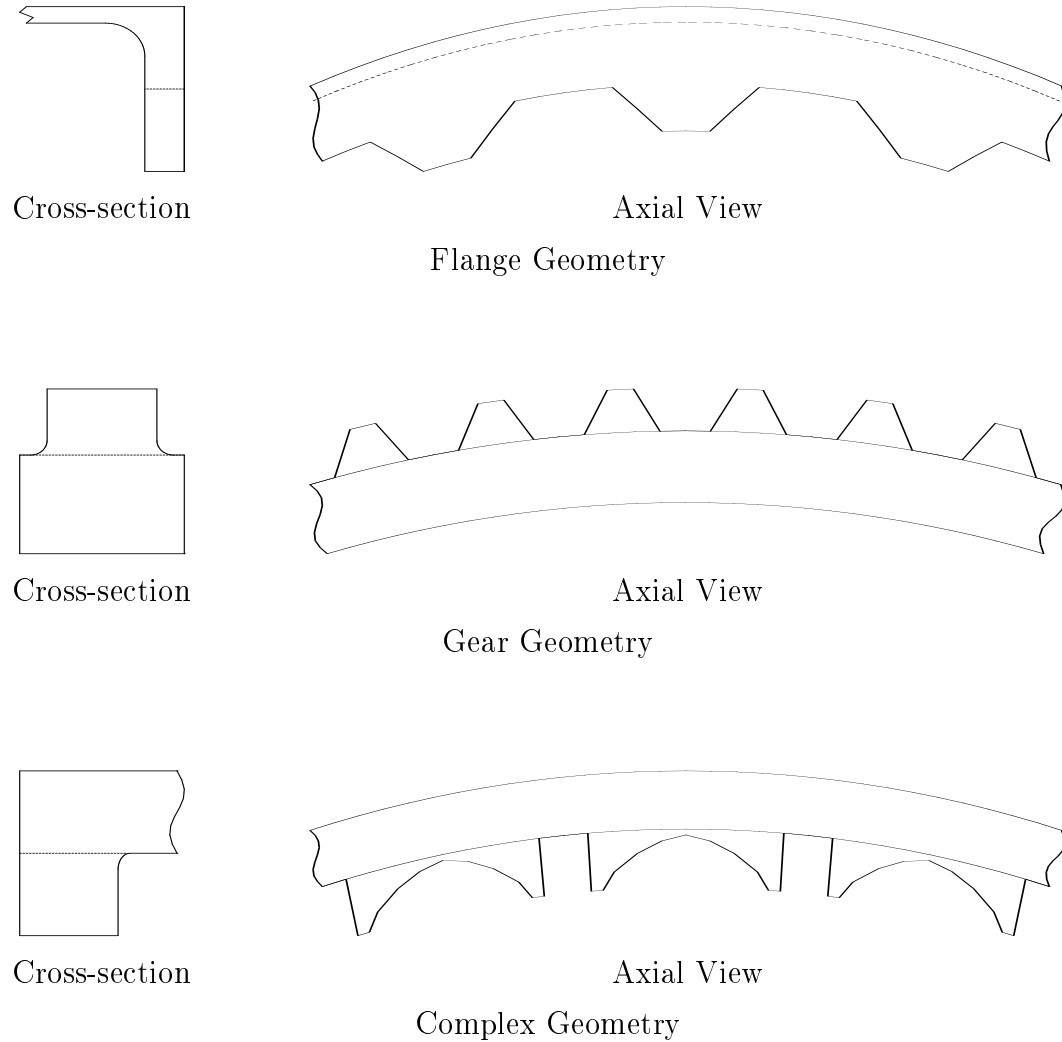 Cross-section Axial View
Flange Geometry
Cross-section Axial View
Gear Geometry
Cross-section Axial View
Complex Geometry